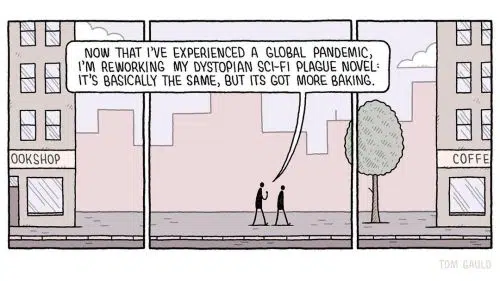 NOW THAT I'VE EXPERIENCED A GLOBAL PANDEMIC,
I'M REWORKING MY DYSTOPIAN SCI-FI PLAGUE NOVEL:
IT'S BASICALLY THE SAME, BUT ITS GOT MORE BAKING.
OOKSHOP
COFFE
TOM GAULD